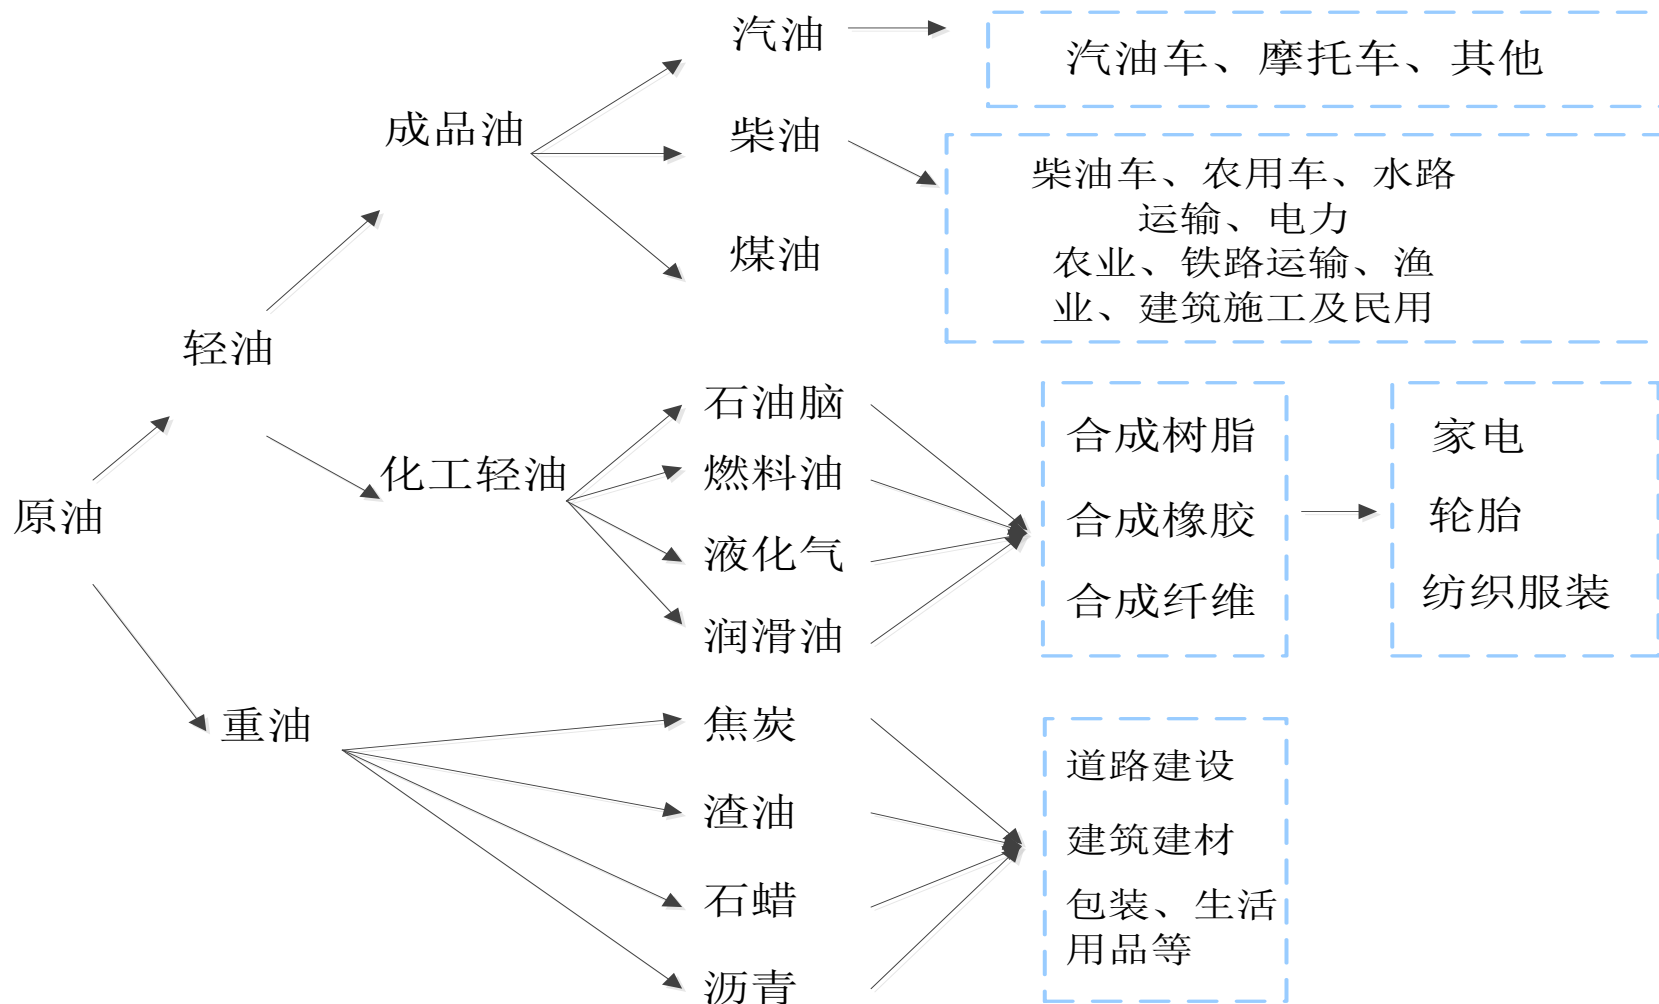 汽油
汽油车、摩托车、其他
成品油
柴油
柴油车、农用车、水路
运输、电力
农业、铁路运输、渔
业、建筑施工及民用
煤油
轻油
石油脑
合成树脂
家电
化工轻油
燃料油
原油
合成橡胶
轮胎
液化气
合成纤维
纺织服装
润滑油
重油
焦炭
道路建设
渣油
建筑建材
石蜡
包装、生活
用品等
沥青